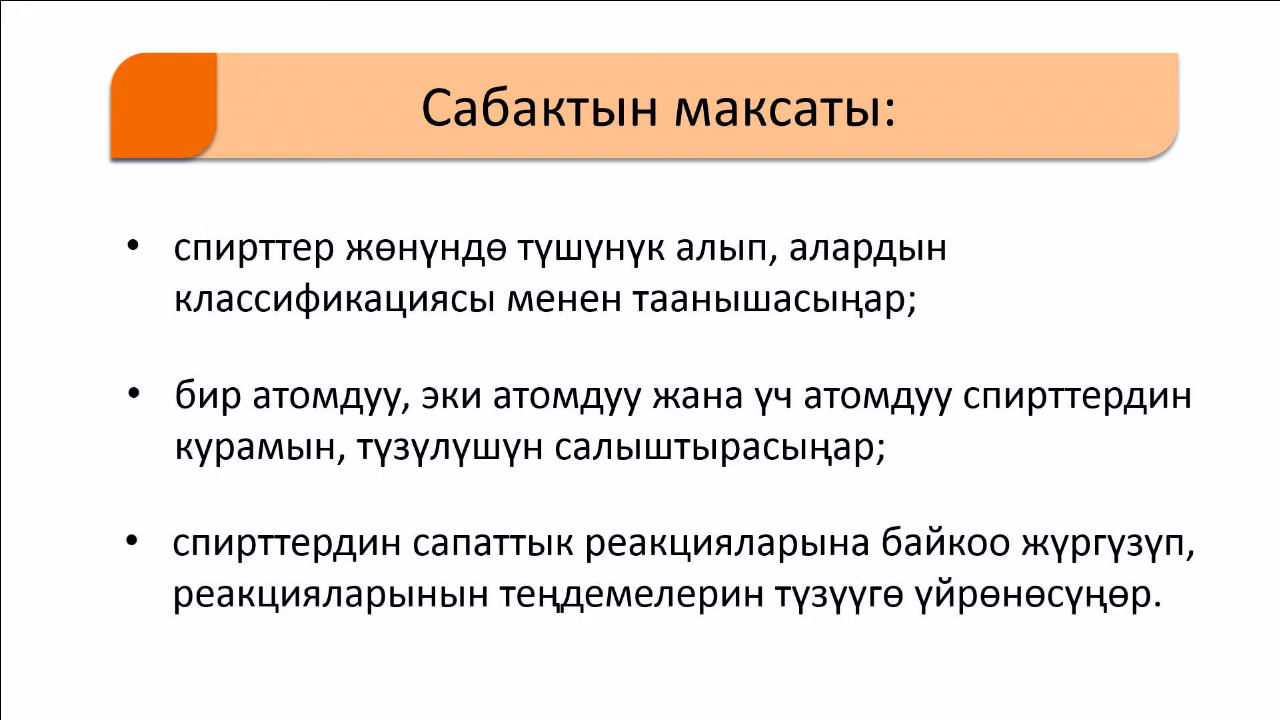 Сабактын максаты:
• спирттер жөнүндө түшүнүк алып, алардын
классификациясы менен таанышасыңар;
• бир атомдуу, эки атомдуу жана үч атомдуу спирттердин
курамын, түзүлүшүн салыштырасыңар;
• спирттердин сапаттык реакцияларына байкоо жүргүзүп,
реакцияларынын теңдемелерин түзүүгө үйрөнөсүңөр.